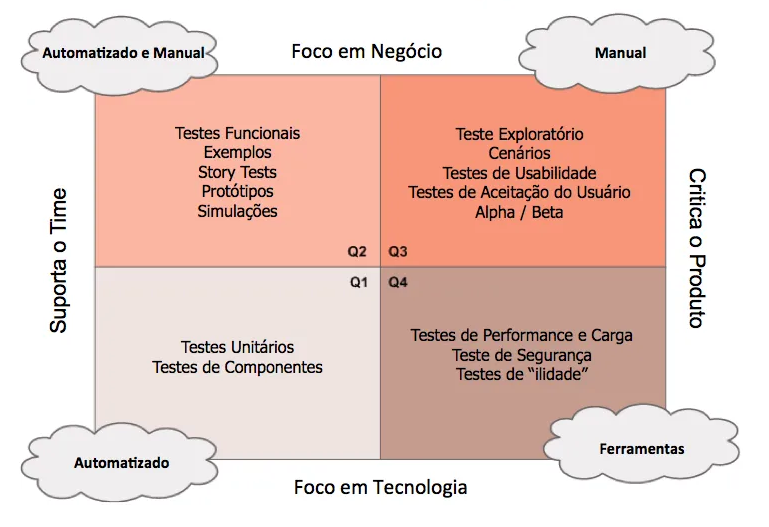 Automatizado e Manual
Foco em Negócio
Manual
Testes Funcionais
Exemplos
Story Tests
Protótipos
Simulações
Teste Exploratório
Cenários
Testes de Usabilidade
Testes de Aceitação do Usuário
Alpha / Beta
Suporta o Time
Critica o Produto
Q2
Q3
Q1
Q4
Testes Unitários
Testes de Componentes
Testes de Performance e Carga
Teste de Segurança
Testes de “ilidade”
Automatizado
Foco em Tecnologia
Ferramentas